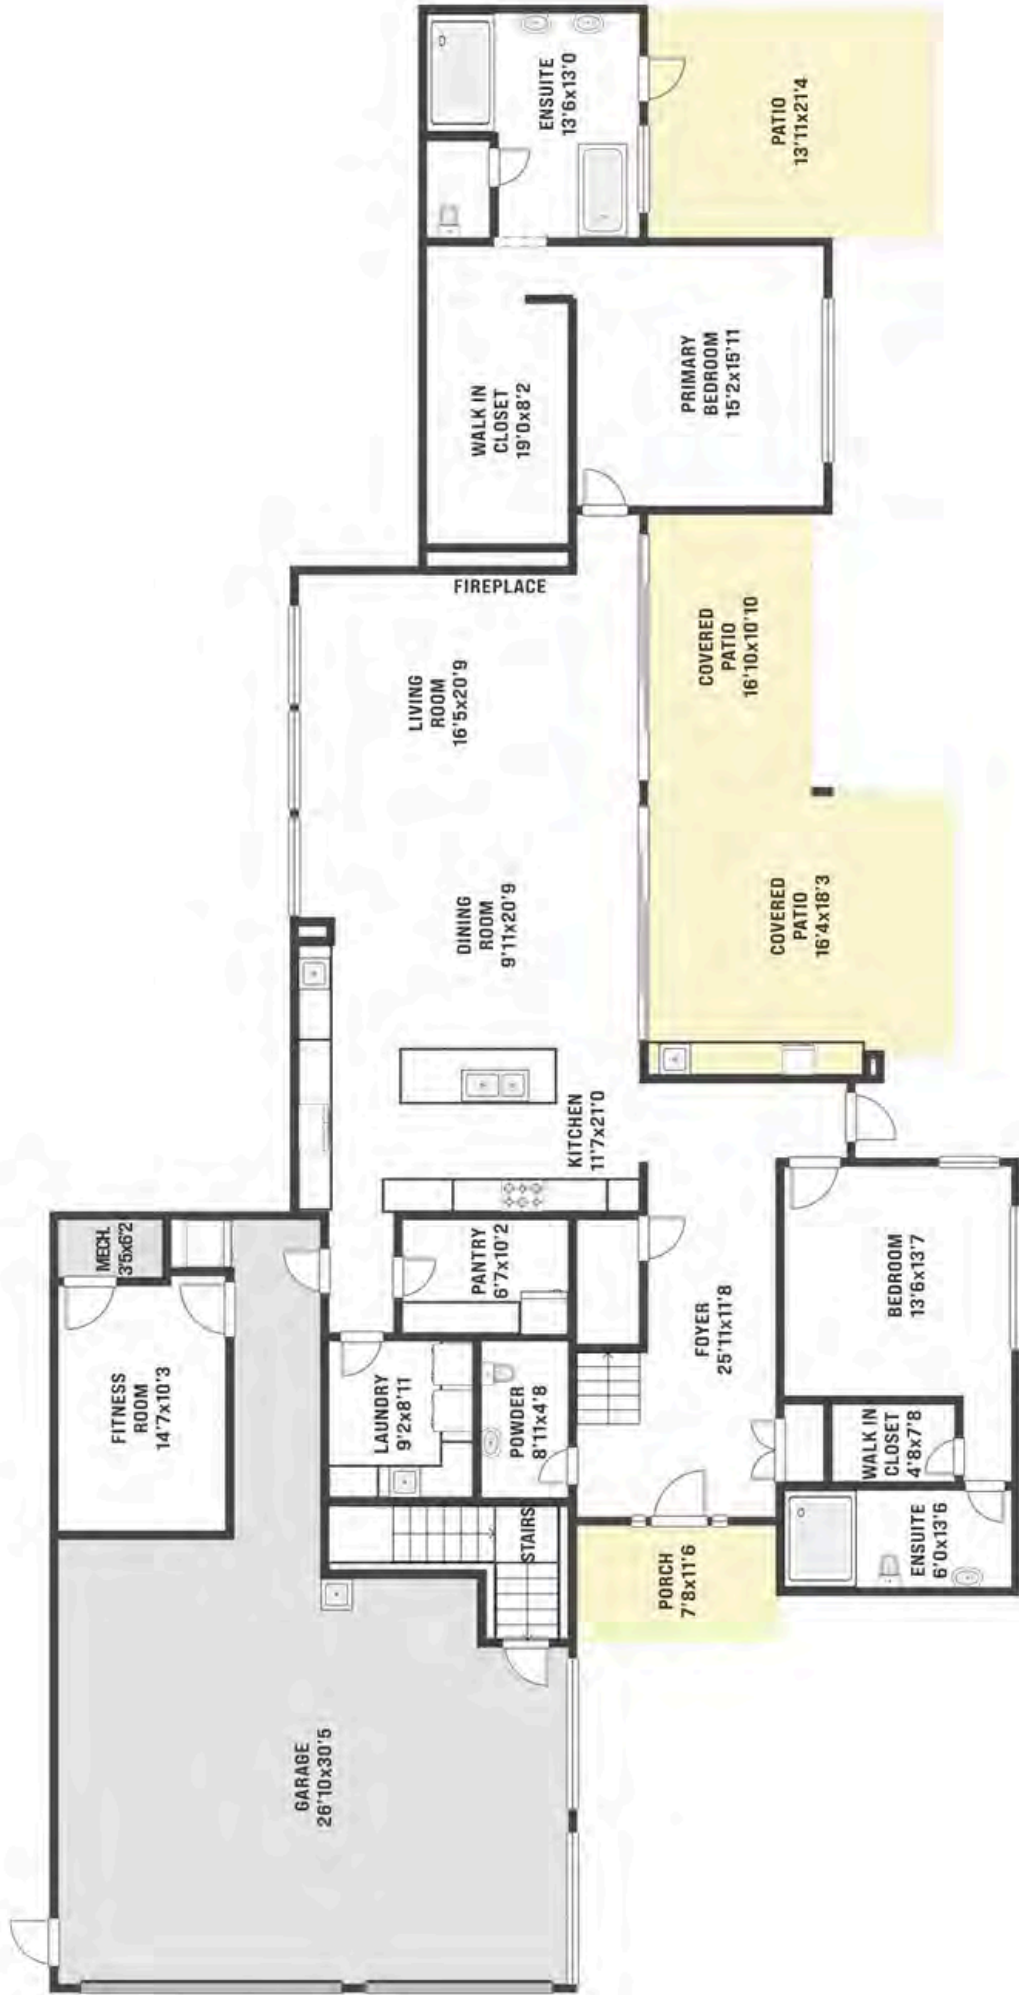 ENSUITE
13'6x13'0
PATIO
13'11x21'4
WALK IN
CLOSET
19'0x8'2
PRIMARY
BEDROOM
15'2x15'11
FIREPLACE
LIVING
ROOM
16'5x20'9
COVERED
PATIO
16'10x10'10
DINING
ROOM
9'11x20'9
COVERED
PATIO
16'4x18'3
KITCHEN
11'7x21'0
MECH.
3'5x6'2
PANTRY
6'7x10'2
FOYER
25'11x11'8
BEDROOM
13'6x13'7
FITNESS
ROOM
14'7x10'3
LAUNDRY
9'2x8'11
POWDER
8'11x4'8
WALK IN
CLOSET
4'8x7'8
STAIRS
PORCH
7'8x11'6
ENSUITE
6'0x13'6
GARAGE
26'10x30'5